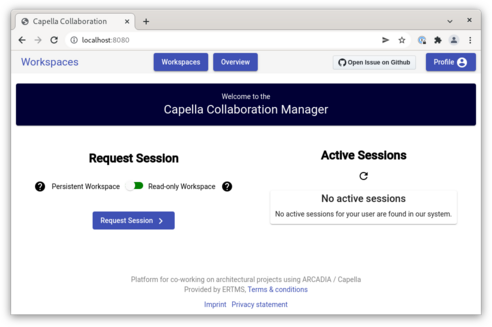 Capella Collaboration
localhost:8080
Workspaces
Workspaces
Overview
Open Issue on Github
Profile
Welcome to the
Capella Collaboration Manager
Request Session
Persistent Workspace
Read-only Workspace
Request Session
Active Sessions
No active sessions
No active sessions for your user are found in our system.
Platform for co-working on architectural projects using ARCADIA / Capella
Provided by ERTMS, Terms & conditions
Imprint Privacy statement